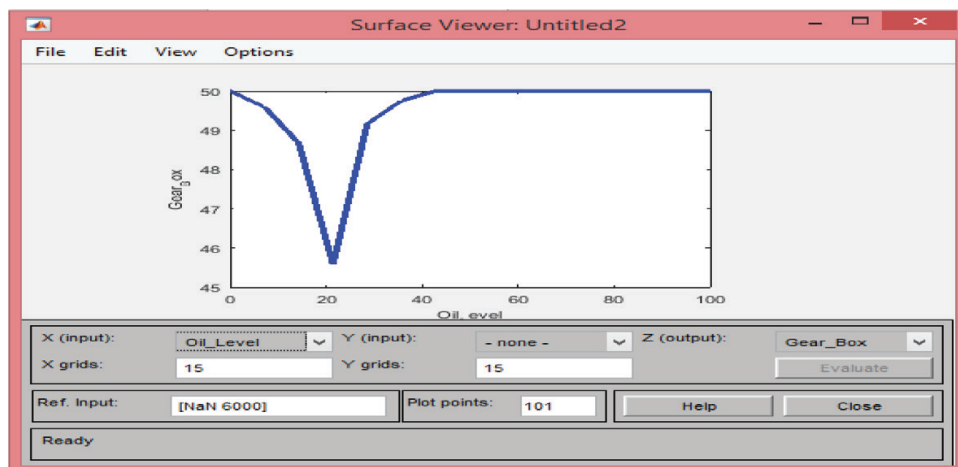 Surface Viewer: Untitled2
File Edit View Options
50
49
48
47
46
45
Gear_Box
0 20 40 60 80 100
Oil_evel
X (input): Oil_Level Y (input): - none - Z (output): Gear_Box
X grids: 15 Y grids: 15 Evaluate
Ref. Input: [NaN 6000] Plot points: 101 Help Close
Ready